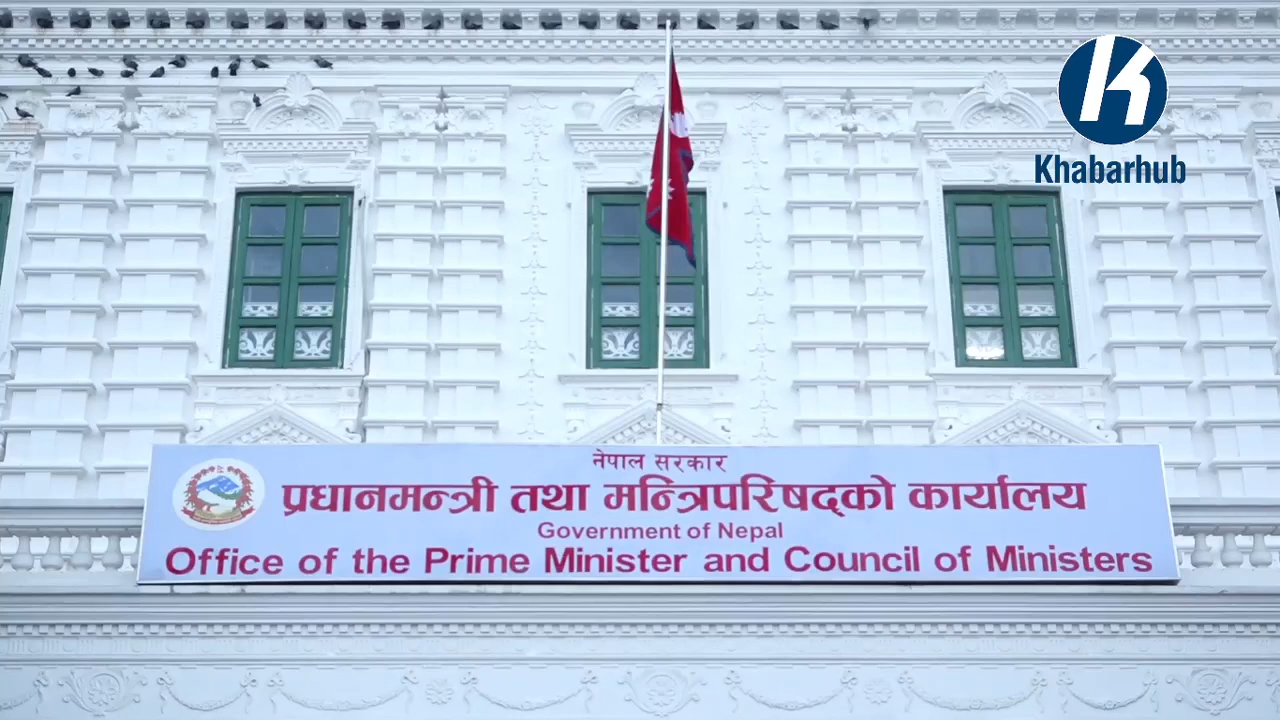 Khabarhub
नेपाल सरकार
प्रधानमन्त्री तथा मन्त्रिपरिषद्को कार्यालय
Government of Nepal
Office of the Prime Minister and Council of Ministers